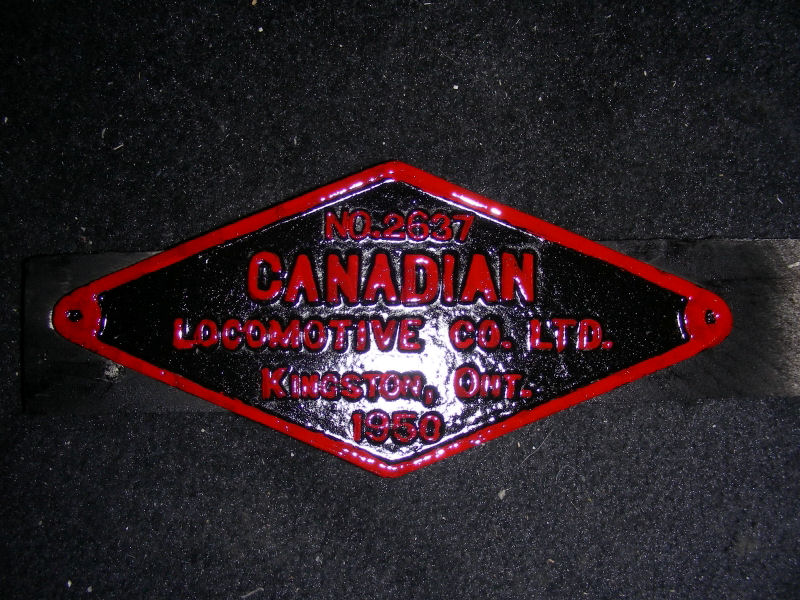 NO. 2637
CANADIAN
LOCOMOTIVE CO. LTD.
KINGSTON, ONT.
1950